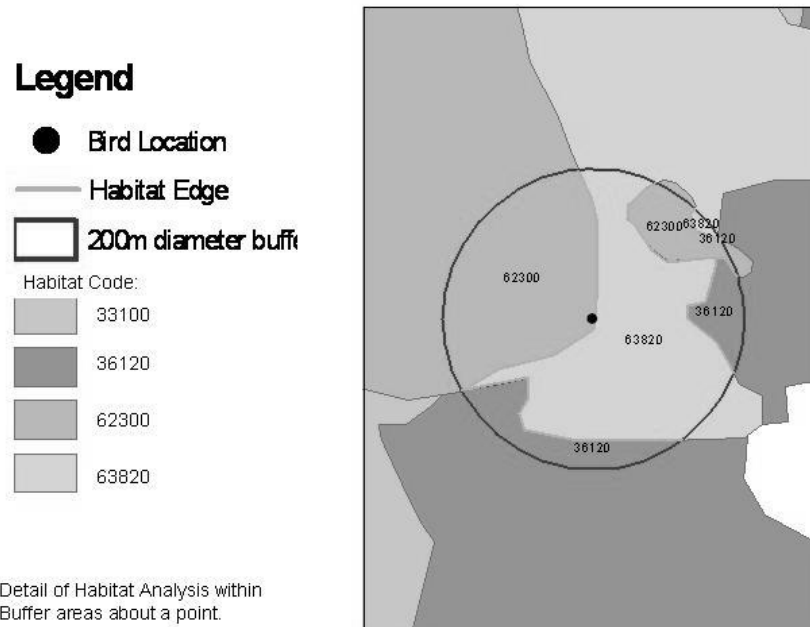 Legend
Bird Location
Habitat Edge
200m diameter buffe
Habitat Code:
33100
36120
62300
63820
Detail of Habitat Analysis within
Buffer areas about a point.
62300 63820
36120
62300
36120
63820
36120